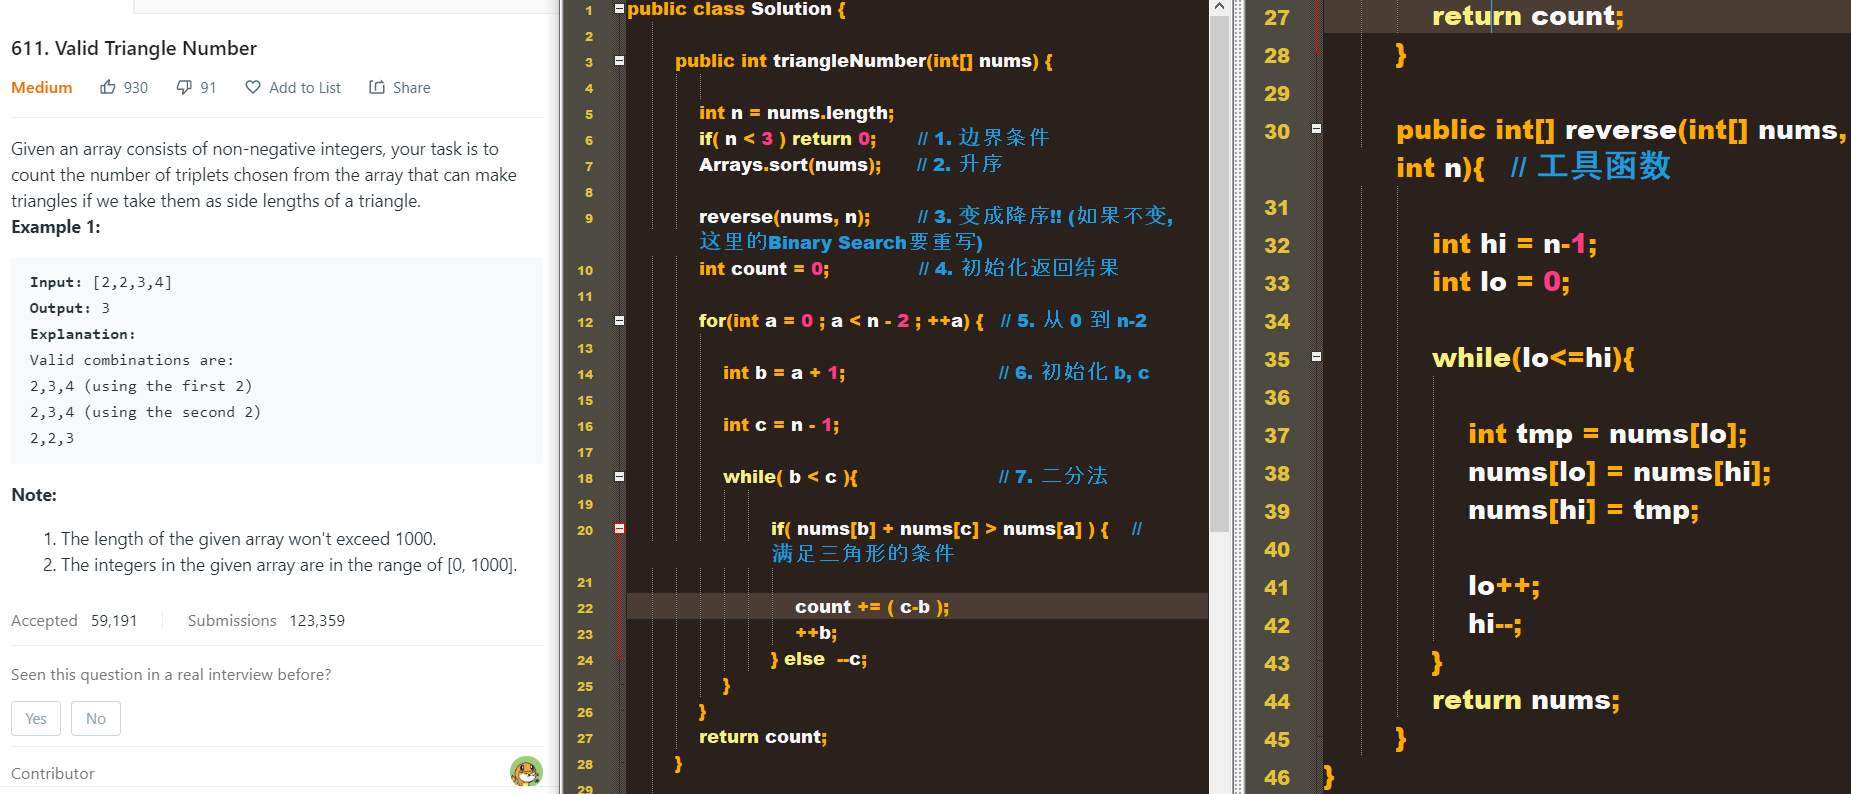 611. Valid Triangle Number
Medium 930 91 Add to List Share
Given an array consists of non-negative integers, your task is to
count the number of triplets chosen from the array that can make
triangles if we take them as side lengths of a triangle.
Example 1:
Input: [2,2,3,4]
Output: 3
Explanation:
Valid combinations are:
2,3,4 (using the first 2)
2,3,4 (using the second 2)
2,2,3
Note:
1. The length of the given array won't exceed 1000.
2. The integers in the given array are in the range of [0, 1000].
Accepted 59,191 Submissions 123,359
Seen this question in a real interview before?
Yes No
Contributor
1 public class Solution {
2
3 public int triangleNumber(int[] nums) {
4
5 int n = nums.length;
6 if( n < 3 ) return 0; // 1. 边界条件
7 Arrays.sort(nums); // 2. 升序
8
9 reverse(nums, n); // 3. 变成降序!! (如果不变,
这里的Binary Search要重写)
10 int count = 0; // 4. 初始化返回结果
11
12 for(int a = 0 ; a < n - 2 ; ++a) { // 5. 从 0 到 n-2
13
14 int b = a + 1; // 6. 初始化 b, c
15
16 int c = n - 1;
17
18 while( b < c ){ // 7. 二分法
19
20 if( nums[b] + nums[c] > nums[a] ) { //
满足三角形的条件
21
22 count += ( c-b );
23 ++b;
24 } else --c;
25 }
26 }
27 return count;
28 }
29
27 return count;
28 }
29
30 public int[] reverse(int[] nums,
int n){ // 工具函数
31
32 int hi = n-1;
33 int lo = 0;
34
35 while(lo<=hi){
36
37 int tmp = nums[lo];
38 nums[lo] = nums[hi];
39 nums[hi] = tmp;
40
41 lo++;
42 hi--;
43 }
44 return nums;
45 }
46 }